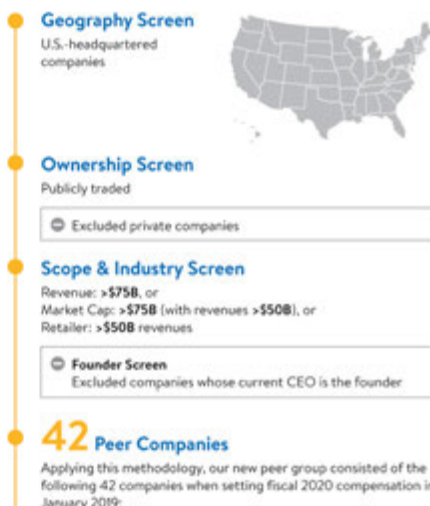 Geography Screen
U.S.-headquartered
companies
Ownership Screen
Publicly traded
Excluded private companies
Scope & Industry Screen
Revenue: >$75B, or
Market Cap: >$75B (with revenues >$50B), or
Retailer: >$50B revenues
Founder Screen
Excluded companies whose current CEO is the founder
42 Peer Companies
Applying this methodology, our new peer group consisted of the
following 42 companies when setting fiscal 2020 compensation in
January 2019: